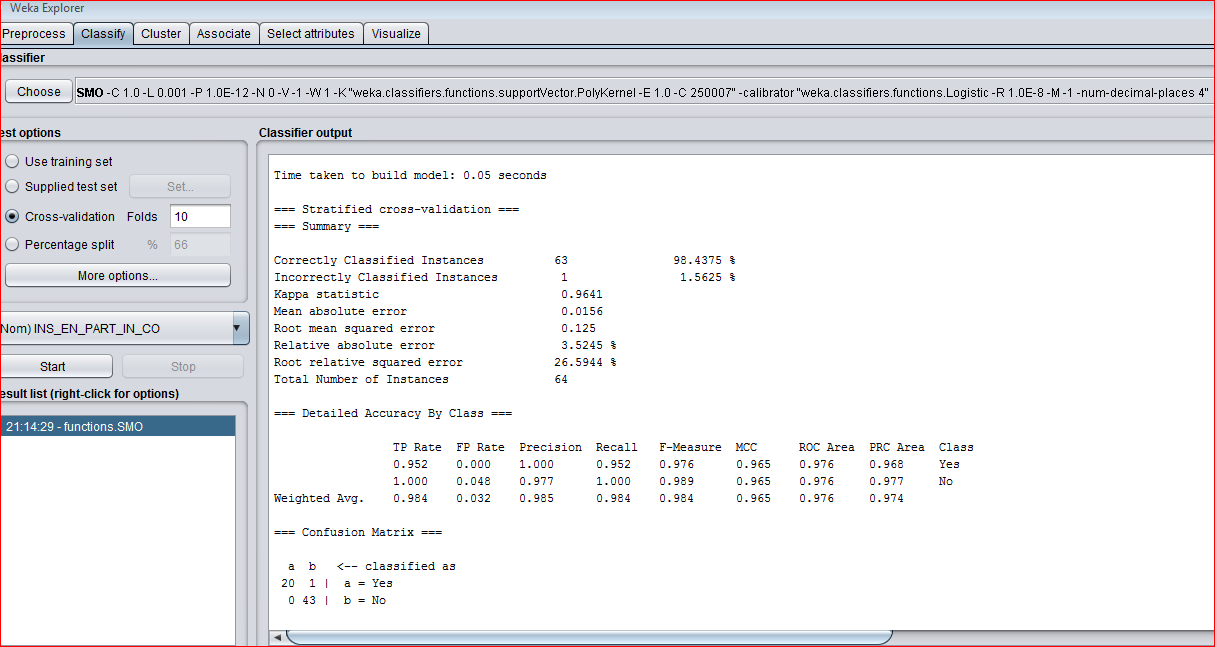 Weka Explorer
Preprocess Classify Cluster Associate Select attributes Visualize
assifier
Choose SMO -C 1.0 -L 0.001 -P 1.0E-12 -N 0 -V -1 -W 1 -K "weka.classifiers.functions.supportVector.PolyKernel -E 1.0 -C 250007" -calibrator "weka.classifiers.functions.Logistic -R 1.0E-8 -M -1 -num-decimal-places 4"
est options
Use training set
Supplied test set Set...
Cross-validation Folds 10
Percentage split % 66
More options...
Nom) INS_EN_PART_IN_CO
Start Stop
esult list (right-click for options)
21:14:29 - functions.SMO
Classifier output
Time taken to build model: 0.05 seconds
=== Stratified cross-validation ===
=== Summary ===
Correctly Classified Instances 63 98.4375 %
Incorrectly Classified Instances 1 1.5625 %
Kappa statistic 0.9641
Mean absolute error 0.0156
Root mean squared error 0.125
Relative absolute error 3.5245 %
Root relative squared error 26.5944 %
Total Number of Instances 64
=== Detailed Accuracy By Class ===
TP Rate FP Rate Precision Recall F-Measure MCC ROC Area PRC Area Class
0.952 0.000 1.000 0.952 0.976 0.965 0.976 0.968 Yes
1.000 0.048 0.977 1.000 0.989 0.965 0.976 0.977 No
Weighted Avg. 0.984 0.032 0.985 0.984 0.984 0.965 0.976 0.974
=== Confusion Matrix ===
a b <-- classified as
20 1 | a = Yes
0 43 | b = No